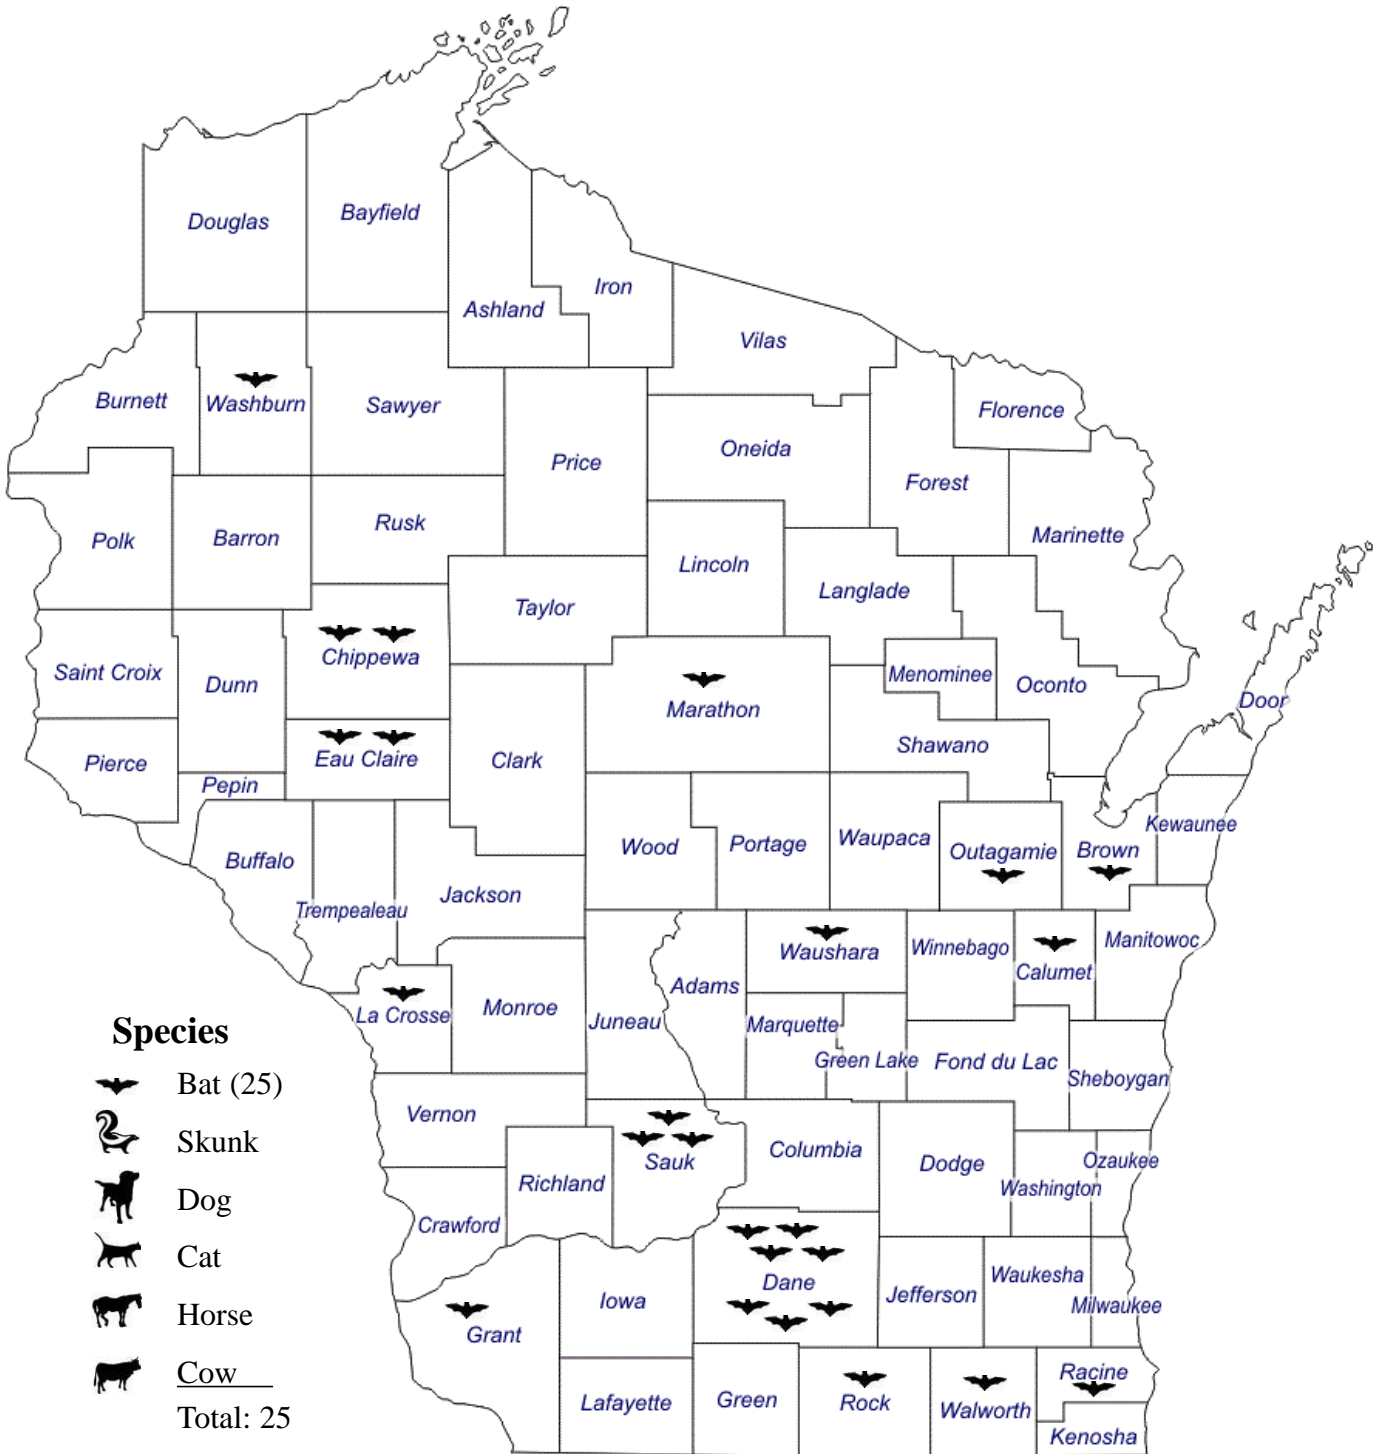 Douglas
Bayfield
Ashland
Iron
Vilas
Burnett
Washburn
Sawyer
Price
Oneida
Florence
Forest
Marinette
Polk
Barron
Rusk
Lincoln
Langlade
Taylor
Chippewa
Saint Croix
Dunn
Marathon
Menominee
Oconto
Door
Pierce
Eau Claire
Clark
Shawano
Pepin
Buffalo
Wood
Portage
Waupaca
Outagamie
Brown
Kewaunee
Trempealeau
Jackson
Waushara
Winnebago
Calumet
Manitowoc
La Crosse
Monroe
Juneau
Adams
Marquette
Green Lake
Fond du Lac
Sheboygan
Vernon
Richland
Sauk
Columbia
Dodge
Washington
Ozaukee
Crawford
Grant
Iowa
Dane
Jefferson
Waukesha
Milwaukee
Lafayette
Green
Rock
Walworth
Racine
Kenosha
Species
Bat (25)
Skunk
Dog
Cat
Horse
Cow
Total: 25